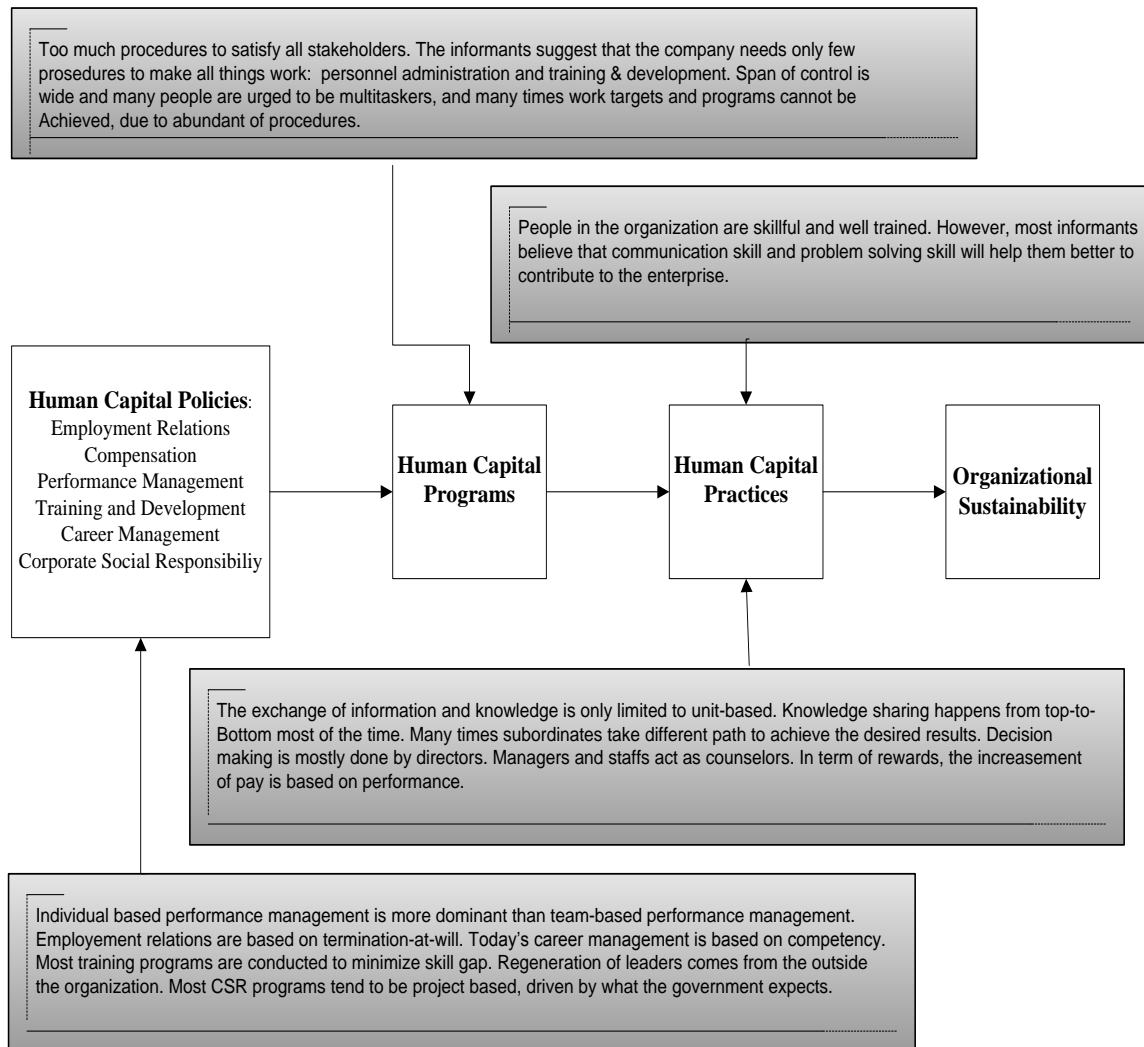 Too much procedures to satisfy all stakeholders. The informants suggest that the company needs only few
prosedures to make all things work:  personnel administration and training & development. Span of control is
wide and many people are urged to be multitaskers, and many times work targets and programs cannot be
Achieved, due to abundant of procedures.
People in the organization are skillful and well trained. However, most informants
believe that communication skill and problem solving skill will help them better to
contribute to the enterprise.
Human Capital Policies:
Employment Relations
Compensation
Performance Management
Training and Development
Career Management
Corporate Social Responsibiliy
Human Capital
Programs
Human Capital
Practices
Organizational
Sustainability
The exchange of information and knowledge is only limited to unit-based. Knowledge sharing happens from top-to-
Bottom most of the time. Many times subordinates take different path to achieve the desired results. Decision
making is mostly done by directors. Managers and staffs act as counselors. In term of rewards, the increasement
of pay is based on performance.
Individual based performance management is more dominant than team-based performance management.
Employement relations are based on termination-at-will. Today's career management is based on competency.
Most training programs are conducted to minimize skill gap. Regeneration of leaders comes from the outside
the organization. Most CSR programs tend to be project based, driven by what the government expects.